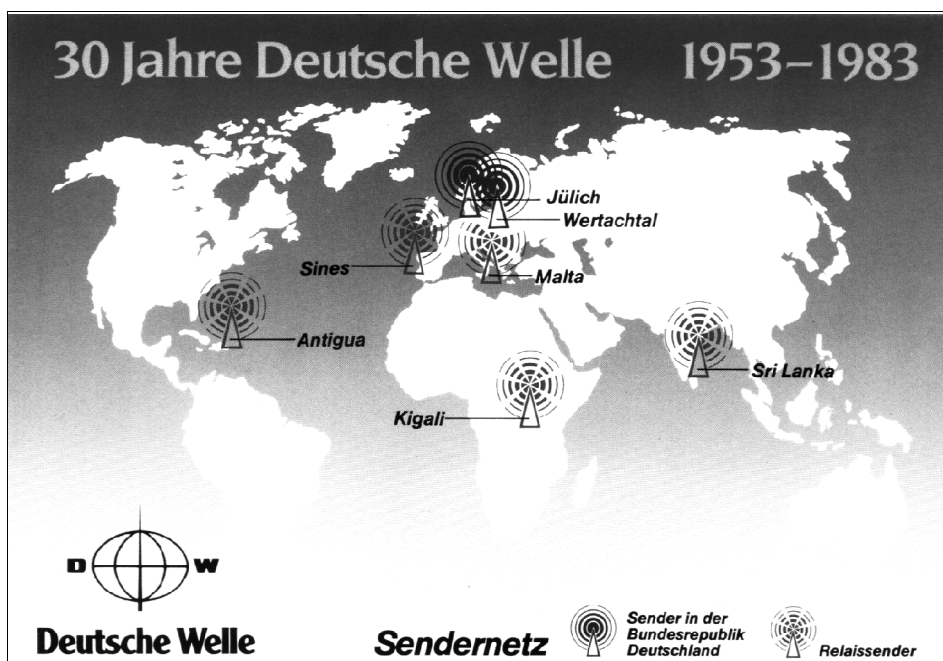 30 Jahre Deutsche Welle 1953–1983
Jülich
Wertachtal
Sines
Malta
Antigua
Sri Lanka
Kigali
D W
Deutsche Welle
Sendernetz
Sender in der
Bundesrepublik
Deutschland
Relaissender